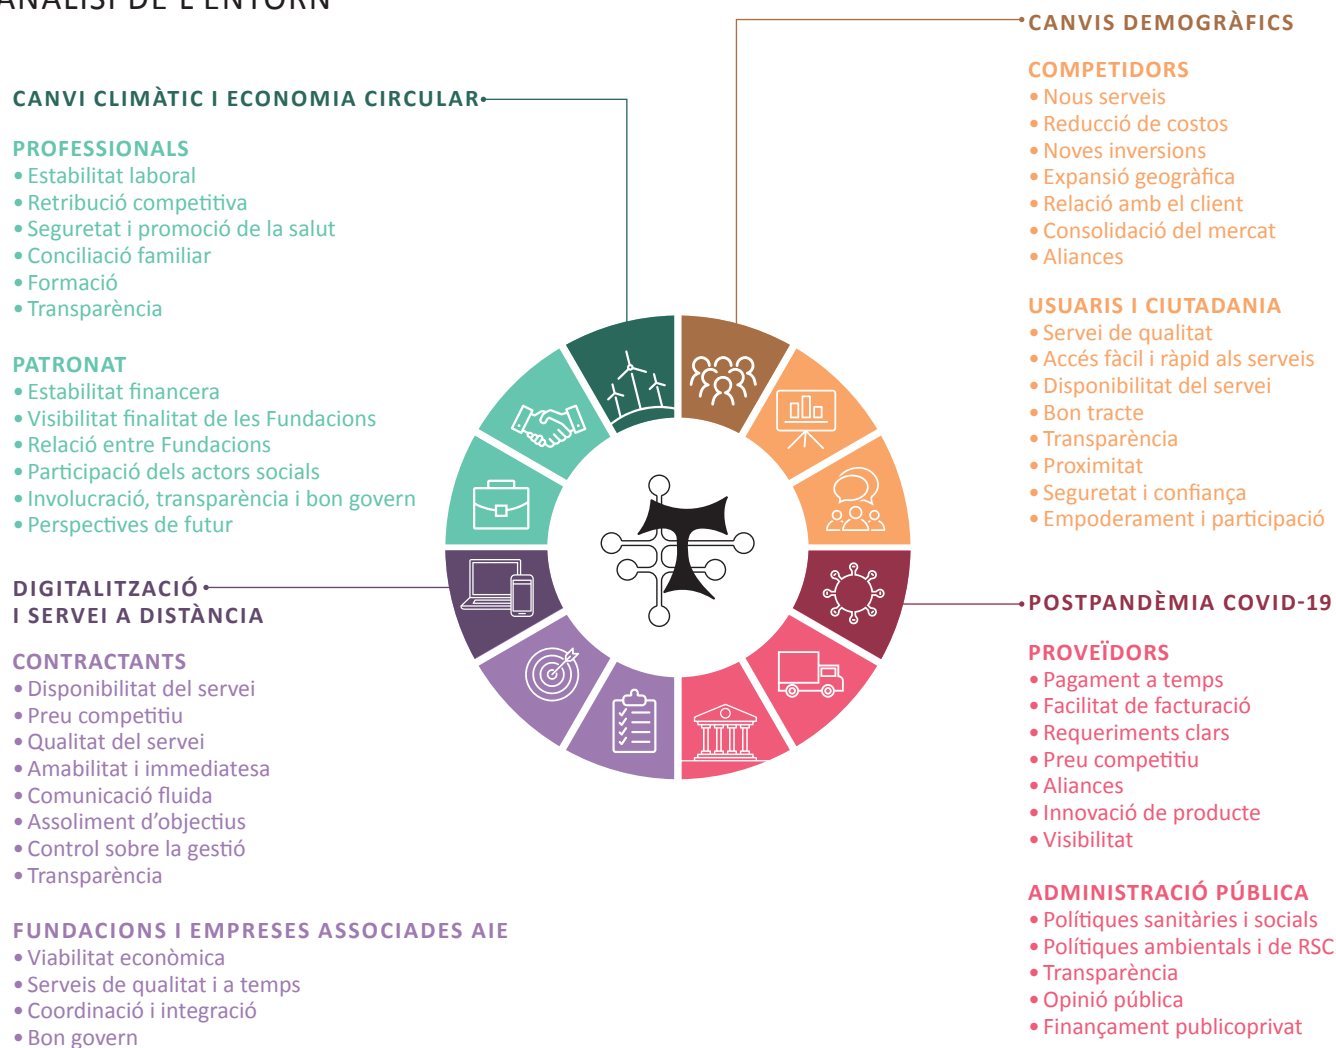 ANÀLISI DE L'ENTORN
CANVI CLIMÀTIC I ECONOMIA CIRCULAR
PROFESSIONALS
• Estabilitat laboral
• Retribució competitiva
• Seguretat i promoció de la salut
• Conciliació familiar
• Formació
• Transparència
PATRONAT
• Estabilitat financera
• Visibilitat finalitat de les Fundacions
• Relació entre Fundacions
• Participació dels actors socials
• Involucració, transparència i bon govern
• Perspectives de futur
DIGITALITZACIÓ
I SERVEI A DISTÀNCIA
CONTRACTANTS
• Disponibilitat del servei
• Preu competitiu
• Qualitat del servei
• Amabilitat i immediatesa
• Comunicació fluida
• Assoliment d’objectius
• Control sobre la gestió
• Transparència
FUNDACIONS I EMPRESES ASSOCIADES AIE
• Viabilitat econòmica
• Serveis de qualitat i a temps
• Coordinació i integració
• Bon govern
CANVIS DEMOGRÀFICS
COMPETIDORS
• Nous serveis
• Reducció de costos
• Noves inversions
• Expansió geogràfica
• Relació amb el client
• Consolidació del mercat
• Aliances
USUARIS I CIUTADANIA
• Servei de qualitat
• Accés fàcil i ràpid als serveis
• Disponibilitat del servei
• Bon tracte
• Transparència
• Proximitat
• Seguretat i confiança
• Empoderament i participació
POSTPANDÈMIA COVID-19
PROVEÏDORS
• Pagament a temps
• Facilitat de facturació
• Requeriments clars
• Preu competitiu
• Aliances
• Innovació de producte
• Visibilitat
ADMINISTRACIÓ PÚBLICA
• Polítiques sanitàries i socials
• Polítiques ambientals i de RSC
• Transparència
• Opinió pública
• Finançament publicoprivat